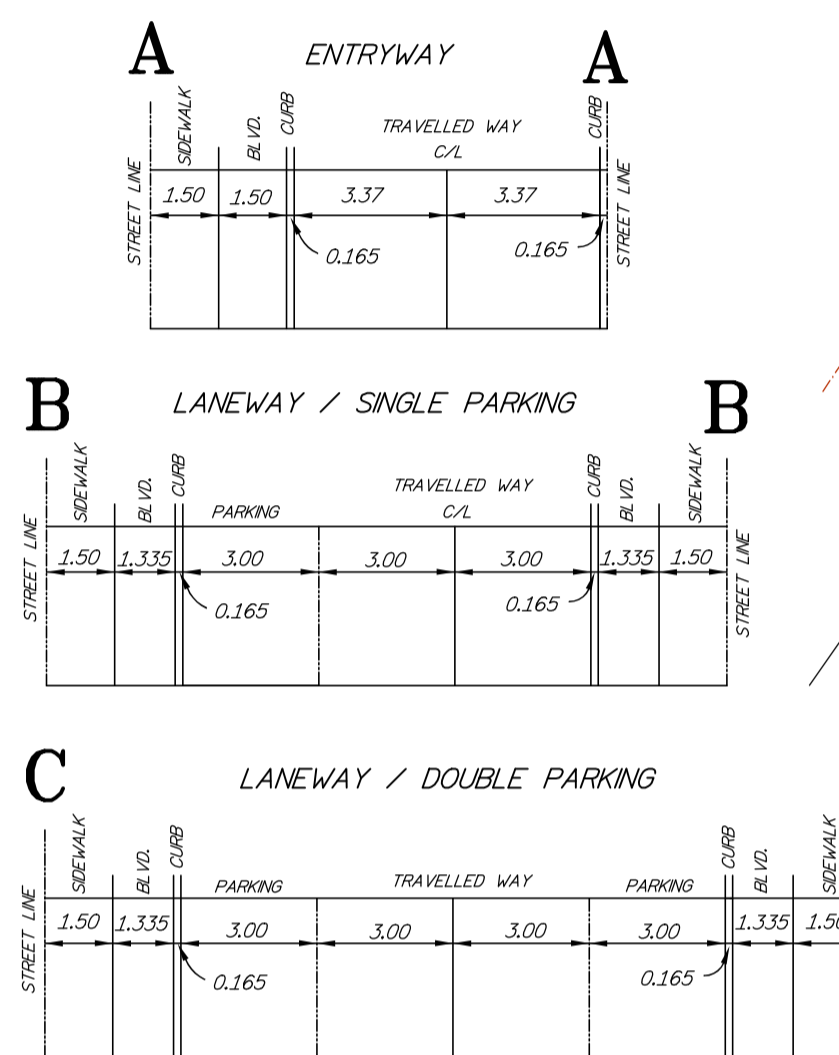 A ENTRYWAY A
STREET LINE SIDEWALK BLVD. CURB TRAVELLED WAY CURB STREET LINE
C/L
1.50 1.50 3.37 3.37
0.165 0.165
B LANEWAY / SINGLE PARKING B
STREET LINE SIDEWALK BLVD. CURB PARKING TRAVELLED WAY CURB BLVD. SIDEWALK STREET LINE
C/L
1.50 1.335 3.00 3.00 3.00 1.335 1.50
0.165 0.165
C LANEWAY / DOUBLE PARKING
STREET LINE SIDEWALK BLVD. CURB PARKING TRAVELLED WAY PARKING CURB BLVD. SIDEWALK
1.50 1.335 3.00 3.00 3.00 3.00 1.335
0.165 0.165